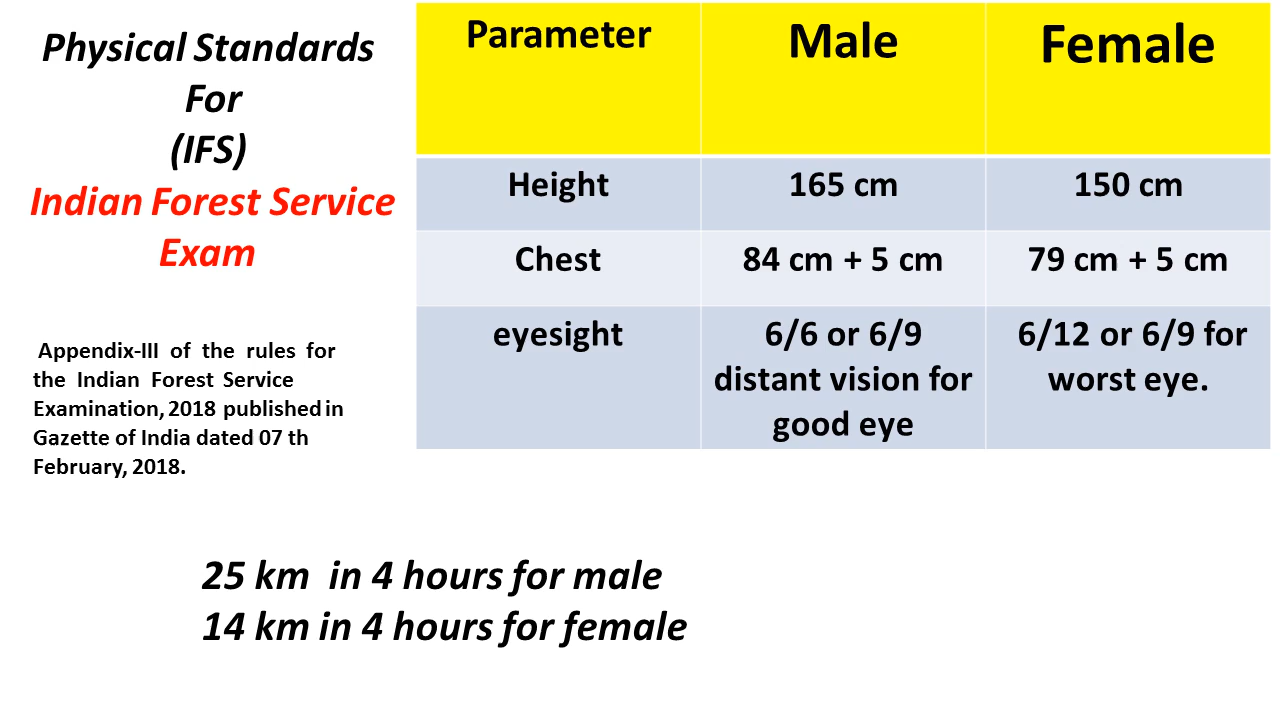 Physical Standards
For
(IFS)
Indian Forest Service
Exam
Appendix-III of the rules for
the Indian Forest Service
Examination, 2018 published in
Gazette of India dated 07 th
February, 2018.
Parameter Male Female
Height 165 cm 150 cm
Chest 84 cm + 5 cm 79 cm + 5 cm
eyesight 6/6 or 6/9 6/12 or 6/9 for
distant vision for worst eye.
good eye
25 km in 4 hours for male
14 km in 4 hours for female